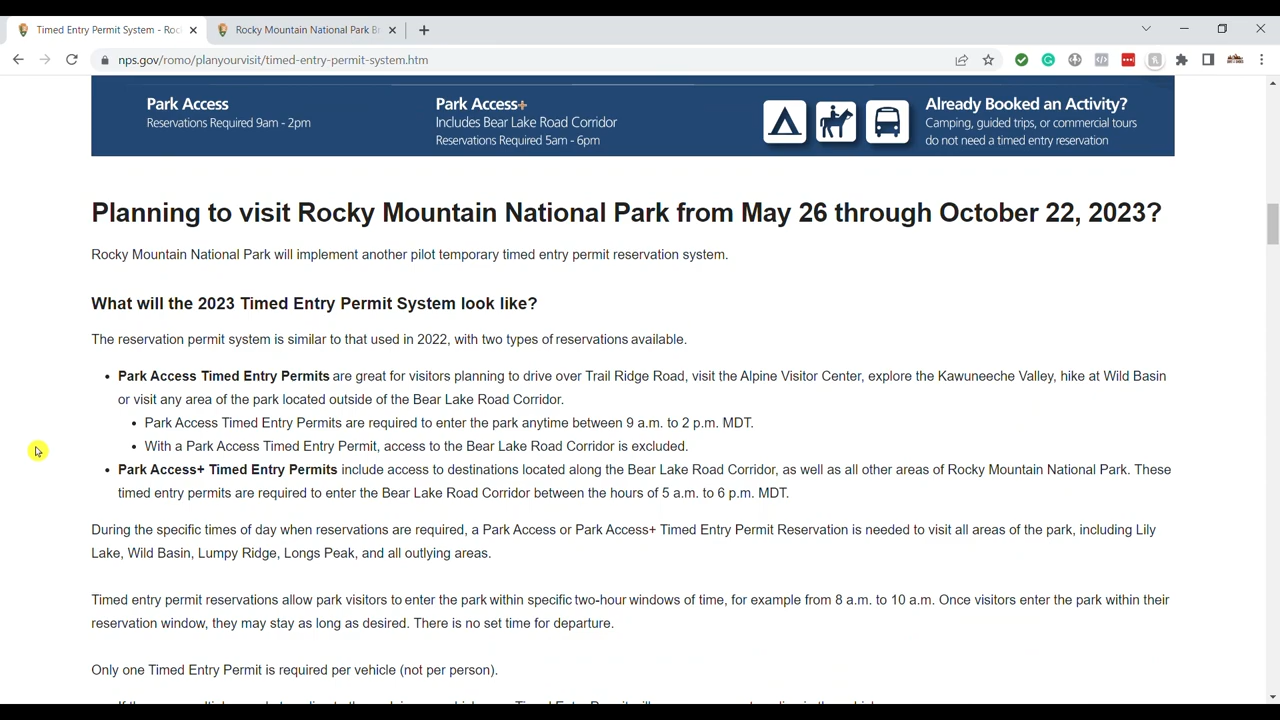 Timed Entry Permit System - Roc
Rocky Mountain National Park B
nps.gov/romo/planyourvisit/timed-entry-permit-system.htm
Park Access
Reservations Required 9am - 2pm
Park Access+
Includes Bear Lake Road Corridor
Reservations Required 5am - 6pm
Already Booked an Activity?
Camping, guided trips, or commercial tours
do not need a timed entry reservation
Planning to visit Rocky Mountain National Park from May 26 through October 22, 2023?
Rocky Mountain National Park will implement another pilot temporary timed entry permit reservation system.
What will the 2023 Timed Entry Permit System look like?
The reservation permit system is similar to that used in 2022, with two types of reservations available.
• Park Access Timed Entry Permits are great for visitors planning to drive over Trail Ridge Road, visit the Alpine Visitor Center, explore the Kawuneeche Valley, hike at Wild Basin
or visit any area of the park located outside of the Bear Lake Road Corridor.
• Park Access Timed Entry Permits are required to enter the park anytime between 9 a.m. to 2 p.m. MDT.
• With a Park Access Timed Entry Permit, access to the Bear Lake Road Corridor is excluded.
• Park Access+ Timed Entry Permits include access to destinations located along the Bear Lake Road Corridor, as well as all other areas of Rocky Mountain National Park. These
timed entry permits are required to enter the Bear Lake Road Corridor between the hours of 5 a.m. to 6 p.m. MDT.
During the specific times of day when reservations are required, a Park Access or Park Access+ Timed Entry Permit Reservation is needed to visit all areas of the park, including Lily
Lake, Wild Basin, Lumpy Ridge, Longs Peak, and all outlying areas.
Timed entry permit reservations allow park visitors to enter the park within specific two-hour windows of time, for example from 8 a.m. to 10 a.m. Once visitors enter the park within their
reservation window, they may stay as long as desired. There is no set time for departure.
Only one Timed Entry Permit is required per vehicle (not per person).